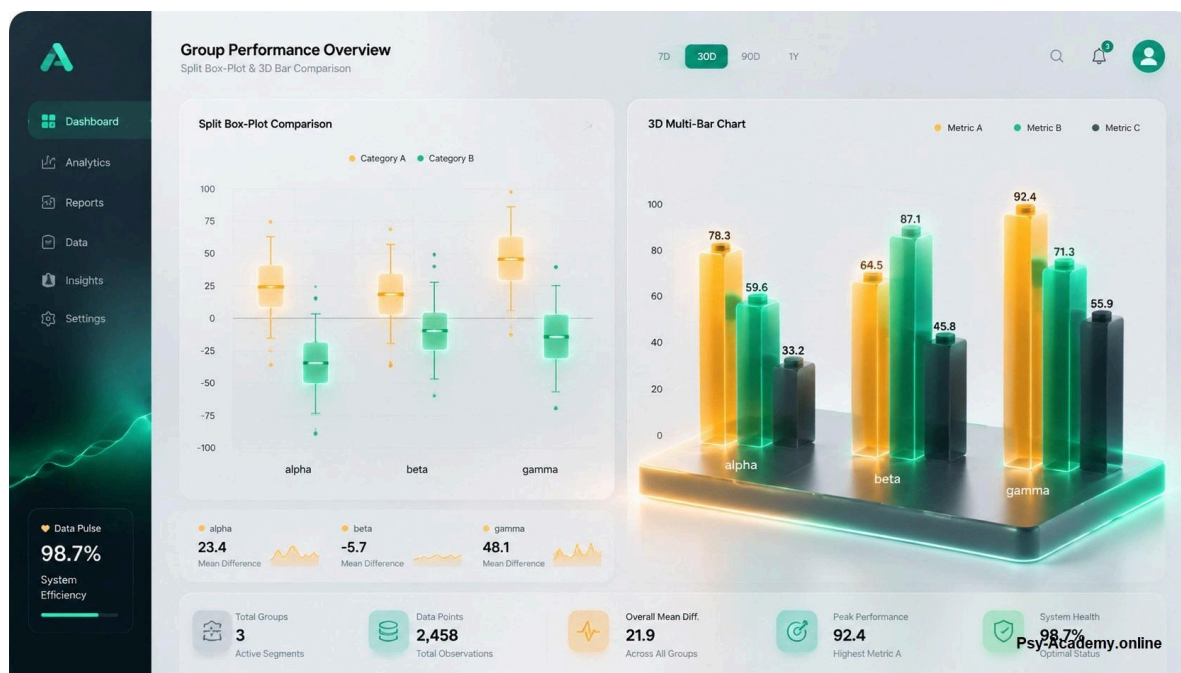 Group Performance Overview
Split Box-Plot & 3D Bar Comparison
7D 30D 90D 1Y
3
Dashboard
Analytics
Reports
Data
Insights
Settings
Data Pulse
98.7%
System
Efficiency
Split Box-Plot Comparison
Category A Category B
100
75
50
25
0
-25
-50
-75
-100
alpha beta gamma
3D Multi-Bar Chart
Metric A Metric B Metric C
100
80
60
40
20
0
78.3
59.6
33.2
64.5
87.1
45.8
92.4
71.3
55.9
alpha
beta
gamma
alpha
23.4
Mean Difference
beta
-5.7
Mean Difference
gamma
48.1
Mean Difference
Total Groups
3
Active Segments
Data Points
2,458
Total Observations
Overall Mean Diff.
21.9
Across All Groups
Peak Performance
92.4
Highest Metric A
System Health
98.7%
Optimal Status
Psy-Academy.online